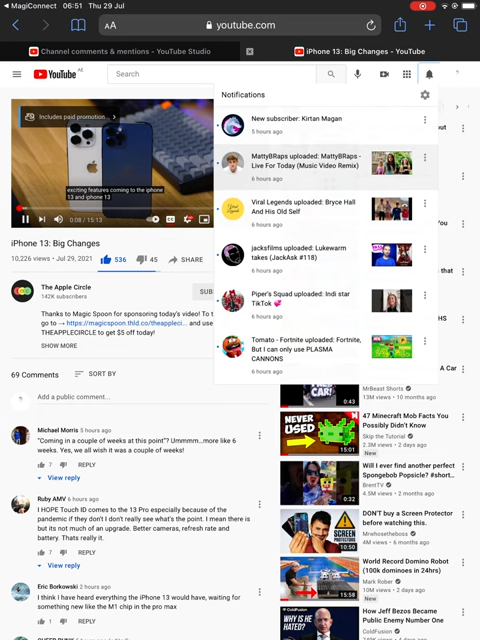 MagiConnect 06:51 Thu 29 Jul
AA youtube.com
Channel comments & mentions - YouTube Studio
iPhone 13: Big Changes - YouTube
YouTube AE
Search
Notifications
New subscriber: Kirtan Magan
5 hours ago
MattyBRaps uploaded: MattyBRaps -
Live For Today (Music Video Remix)
6 hours ago
Viral Legends uploaded: Bryce Hall
And His Old Self
6 hours ago
jacksfilms uploaded: Lukewarm
takes (JackAsk #118)
6 hours ago
Piper's Squad uploaded: Indi star
TikTok 💞
6 hours ago
Tomato - Fortnite uploaded: Fortnite,
But I can only use PLASMA
CANNONS
6 hours ago
Includes paid promotion
exciting features coming to the iphone
13 and iphone 13
0:08 / 15:13
iPhone 13: Big Changes
10,226 views • Jul 29, 2021
536 45 SHARE
The Apple Circle
142K subscribers
SUB
Thanks to Magic Spoon for sponsoring today's video! To t
go to → https://magicspoon.thld.co/theappleci... and use
THEAPPLECIRCLE to get $5 off today!
SHOW MORE
69 Comments SORT BY
Add a public comment...
Michael Morris 5 hours ago
"Coming in a couple of weeks at this point"? Ummmm...more like 6
weeks. Yes, we all wish it was a couple of weeks!
7 REPLY
View reply
Ruby AMV 6 hours ago
I HOPE Touch ID comes to the 13 Pro especially because of the
pandemic if they don't I don't really see what's the point. I mean there
but its not much of an upgrade. Better cameras, refresh rate and
battery. Thats really it.
7 REPLY
View reply
Eric Borkowski 2 hours ago
I think I have heard everything the iPhone 13 would have, waiting for
something new like the M1 chip in the pro max
1 REPLY
out
You
that
HS
A Car
0:43
MrBeast Shorts
13M views • 10 months ago
NEVER
USED
15:01
47 Minecraft Mob Facts You
Possibly Didn't Know
Skip the Tutorial
2.3M views • 2 days ago
New
0:32
Will I ever find another perfect
Spongebob Popsicle? #short...
BrentTV
4.5M views • 2 months ago
SCREEN
PROTECTORS
10:50
DON'T buy a Screen Protector
before watching this.
Mrwhosetheboss
4M views • 6 months ago
15:58
World Record Domino Robot
(100k dominoes in 24hrs)
Mark Rober
10M views • 2 days ago
New
ColdFusion
WHY IS HE
HATED?
How Jeff Bezos Became
Public Enemy Number One
ColdFusion